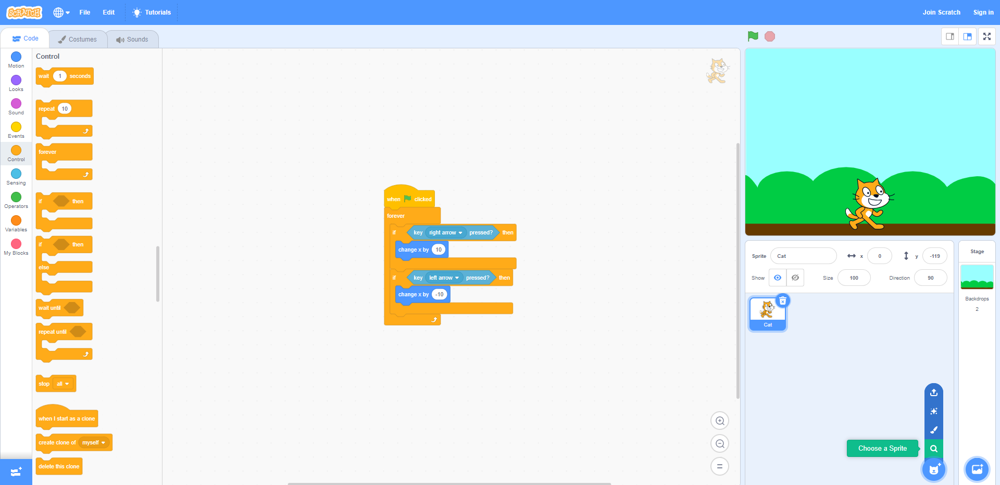 SCRATCH File Edit Tutorials Join Scratch Sign in
Code Costumes Sounds
Motion
Looks
Sound
Events
Control
Sensing
Operators
Variables
My Blocks
Control
wait 1 seconds
repeat 10
forever
if then
if then
else
wait until
repeat until
stop all
when I start as a clone
create clone of myself
delete this clone
when clicked
forever
if key right arrow pressed? then
change x by 10
if key left arrow pressed? then
change x by -10
Sprite Cat x 0 y -119
Show Size 100 Direction 90
Cat
Choose a Sprite
Stage
Backdrops
2